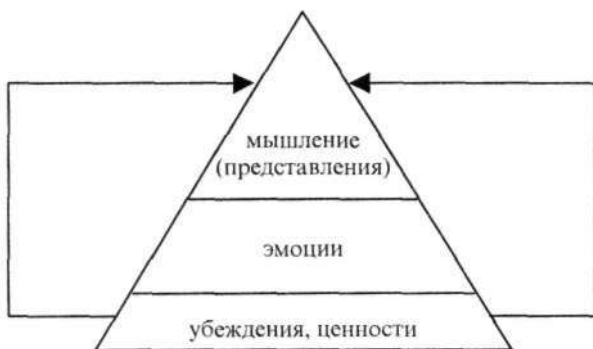 мышление
(представления)
эмоции
убеждения, ценности